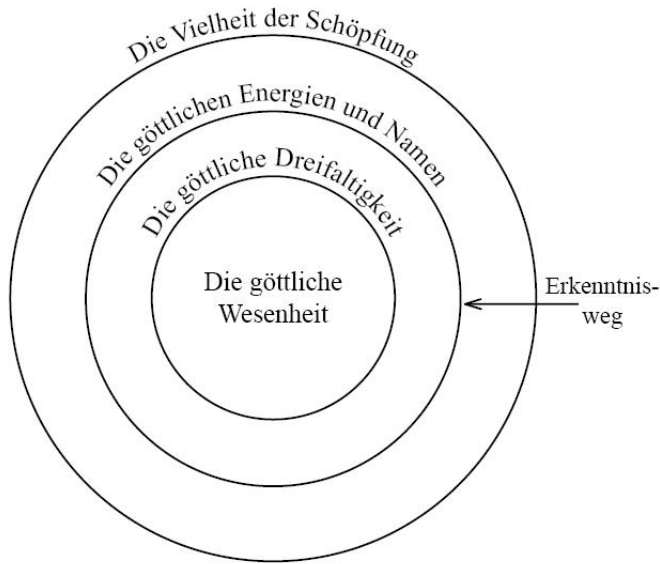 Die Vielheit der Schöpfung
Die göttlichen Energien und Namen
Die göttliche Dreifaltigkeit
Die göttliche
Wesenheit
Erkenntnis-
weg